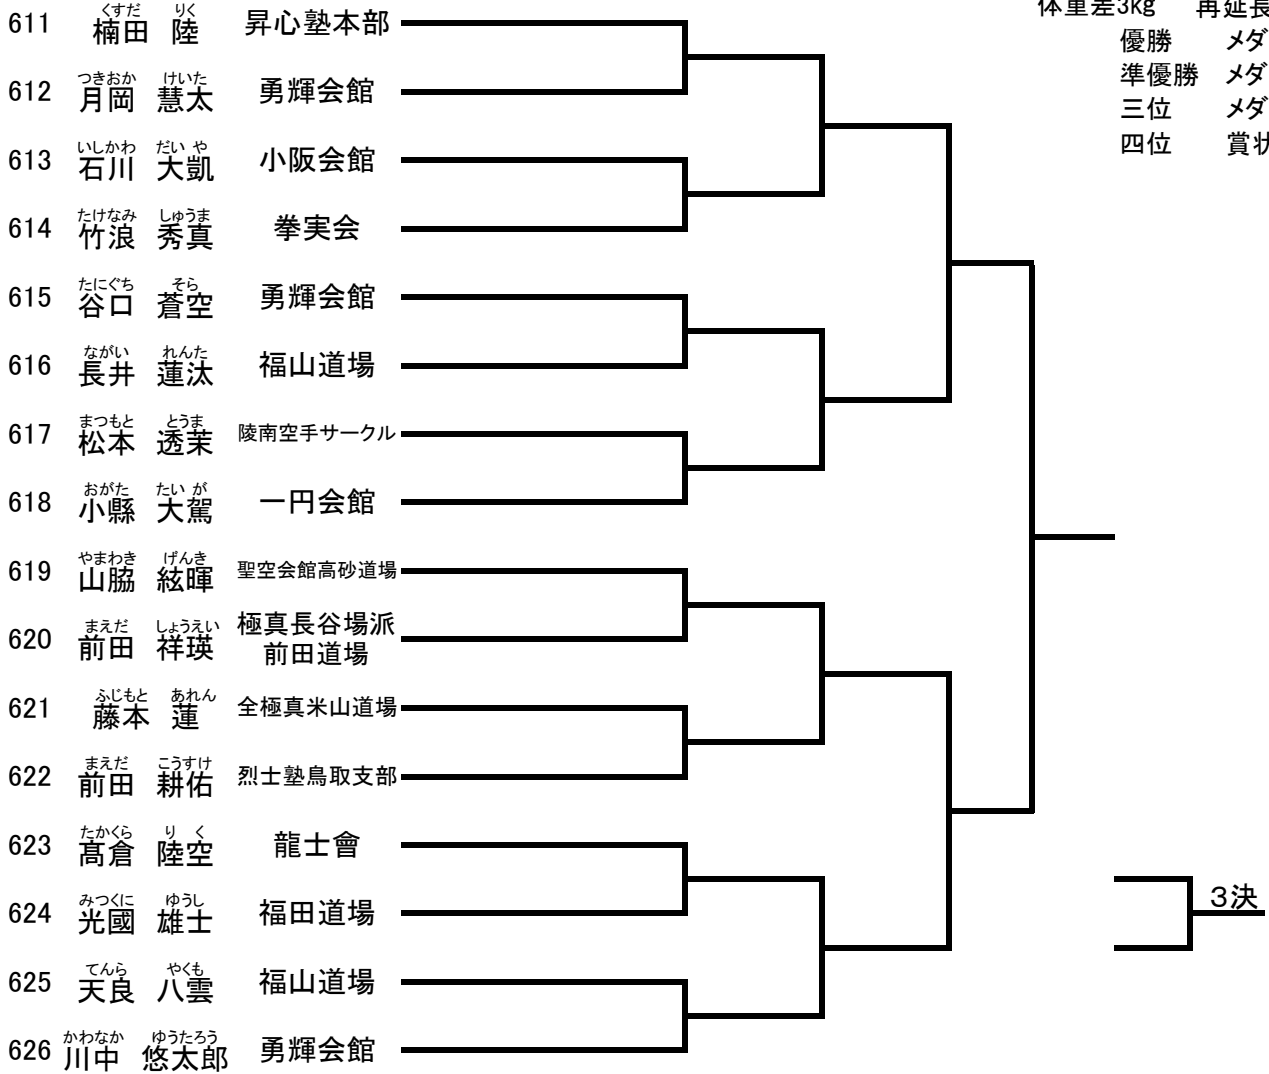 体重差3kg 再延長
優勝 メダ
準優勝 メダ
三位 メダ
四位 賞状
くすだ りく
611 楠田 陸 昇心塾本部
つきおか けいた
612 月岡 慧太 勇輝会館
いしかわ だい や
613 石川 大凱 小阪会館
たけなみ しゅうま
614 竹浪 秀真 拳実会
たにぐち そら
615 谷口 蒼空 勇輝会館
ながい れんた
616 長井 蓮汰 福山道場
まつもと とうま
617 松本 透茉 陵南空手サークル
おがた たい が
618 小縣 大駕 一円会館
やまわき げんき
619 山脇 絃暉 聖空会館高砂道場
まえだ しょうえい
620 前田 祥瑛 極真長谷場派
前田道場
ふじもと あれん
621 藤本 蓮 全極真米山道場
まえだ こうすけ
622 前田 耕佑 烈士塾鳥取支部
たかくら り く
623 髙倉 陸空 龍士會
みつくに ゆうし
624 光國 雄士 福田道場
てんら やくも
625 天良 八雲 福山道場
かわなか ゆうたろう
626 川中 悠太郎 勇輝会館
3決